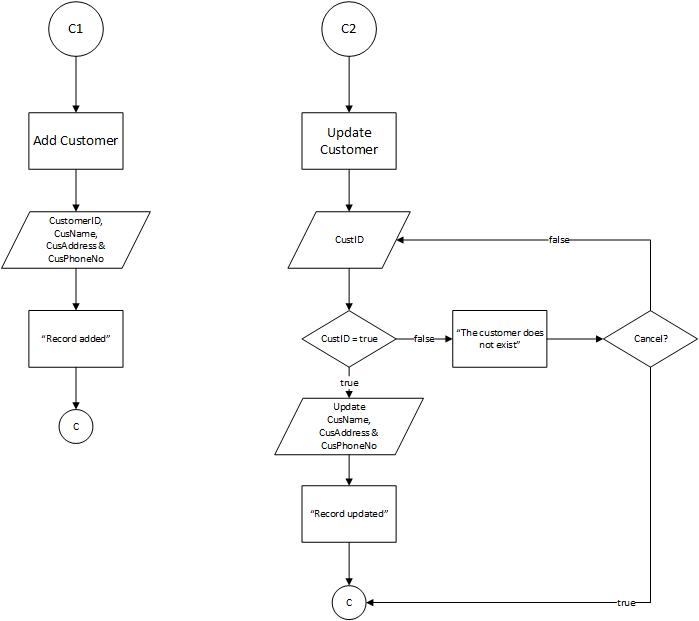 C1
Add Customer
CustomerID,
CusName,
CusAddress &
CusPhoneNo
“Record added”
C
C2
Update
Customer
CustID
false
CustID = true
false
“The customer does
not exist”
Cancel?
true
Update
CusName,
CusAddress &
CusPhoneNo
“Record updated”
C
true